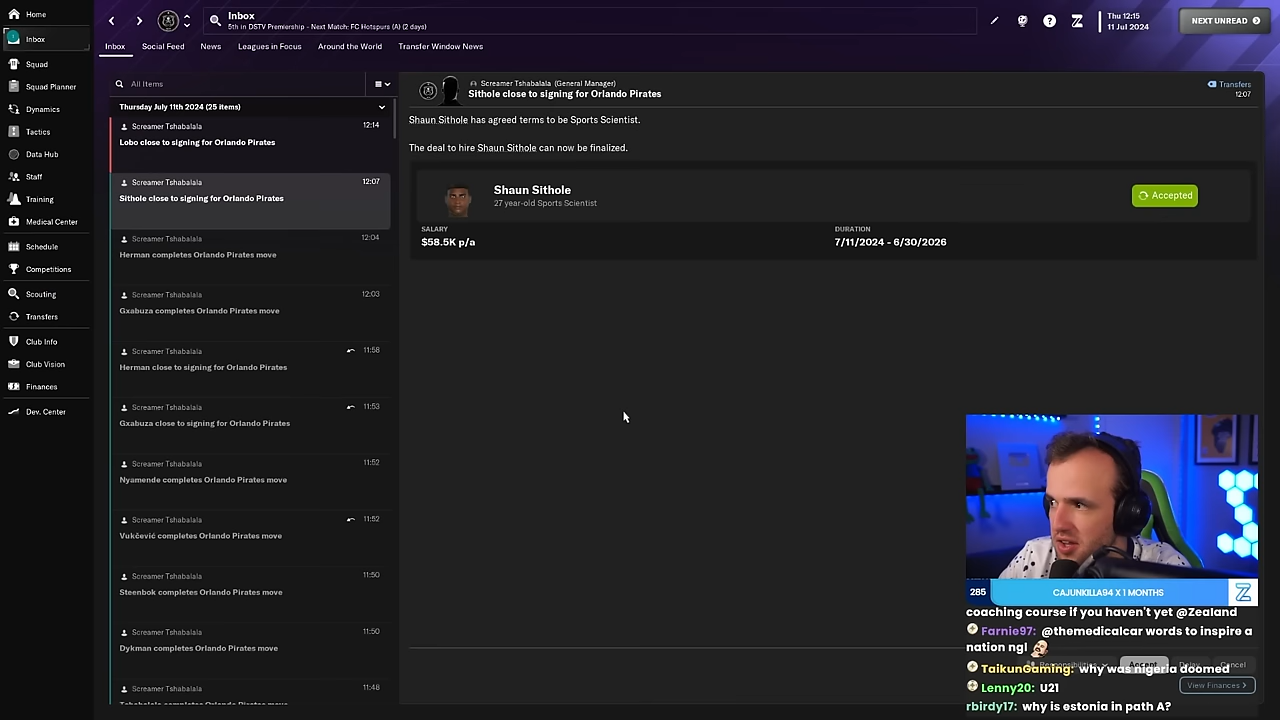 Home
Inbox
Squad
Squad Planner
Dynamics
Tactics
Data Hub
Staff
Training
Medical Center
Schedule
Competitions
Scouting
Transfers
Club Info
Club Vision
Finances
Dev. Center
Inbox
5th in DSTV Premiership - Next Match: FC Hotspurs (A) (2 days)
Thu 12:15
11 Jul 2024
NEXT UNREAD
Inbox Social Feed News Leagues in Focus Around the World Transfer Window News
All Items
Thursday July 11th 2024 (25 items)
Screamer Tshabalala 12:14
Lobo close to signing for Orlando Pirates
Screamer Tshabalala 12:07
Sithole close to signing for Orlando Pirates
Screamer Tshabalala 12:04
Herman completes Orlando Pirates move
Screamer Tshabalala 12:03
Gxabuza completes Orlando Pirates move
Screamer Tshabalala 11:58
Herman close to signing for Orlando Pirates
Screamer Tshabalala 11:53
Gxabuza close to signing for Orlando Pirates
Screamer Tshabalala 11:52
Nyamende completes Orlando Pirates move
Screamer Tshabalala 11:52
Vukčević completes Orlando Pirates move
Screamer Tshabalala 11:50
Steenbok completes Orlando Pirates move
Screamer Tshabalala 11:50
Dykman completes Orlando Pirates move
Screamer Tshabalala 11:48
Screamer Tshabalala (General Manager)
Sithole close to signing for Orlando Pirates
Transfers
12:07
Shaun Sithole has agreed terms to be Sports Scientist.
The deal to hire Shaun Sithole can now be finalized.
Shaun Sithole
27 year-old Sports Scientist
Accepted
SALARY
$58.5K p/a
DURATION
7/11/2024 - 6/30/2026
285 CAJUNKILLA94 X 1 MONTHS Z
coaching course if you haven't yet @Zealand
Farnie97: @themedicalcar words to inspire a
nation ngl
Responsibilities Accept Delay Cancel
TaikunGaming: why was nigeria doomed
Lenny20: U21
View Finances
rbirdy17: why is estonia in path A?